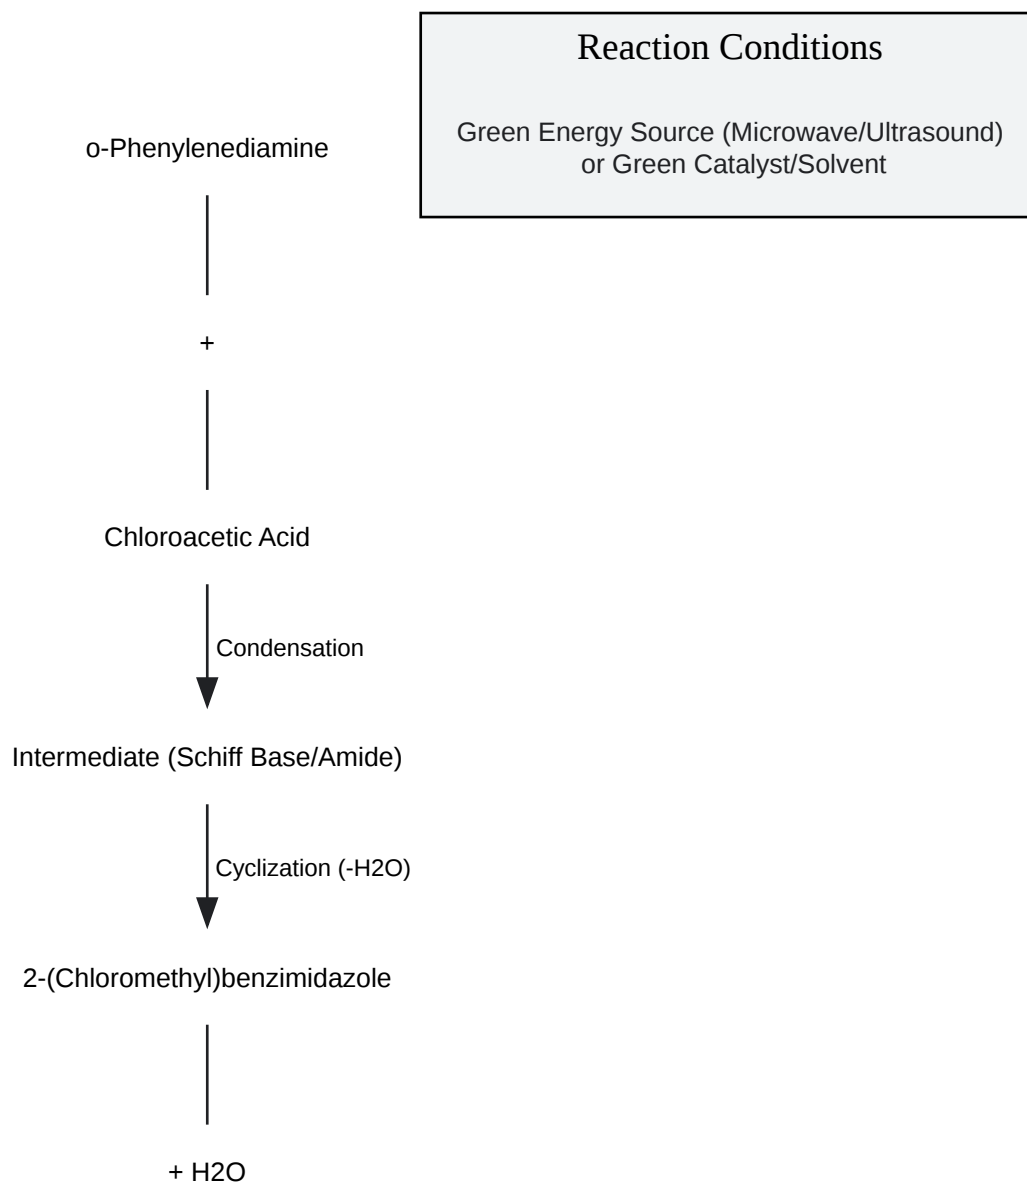 Reaction Conditions
Green Energy Source (Microwave/Ultrasound)
or Green Catalyst/Solvent
o-Phenylenediamine
+
Chloroacetic Acid
Condensation
Intermediate (Schiff Base/Amide)
Cyclization (-H2O)
2-(Chloromethyl)benzimidazole
+ H2O